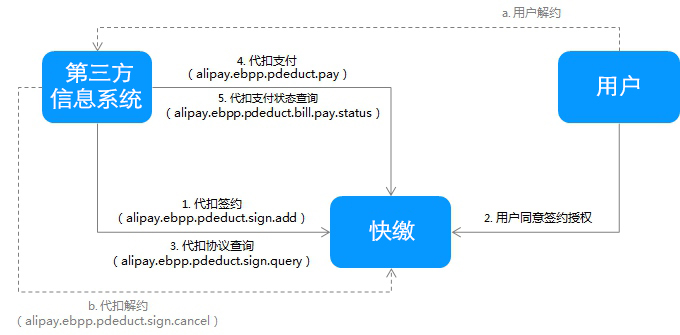 a. 用户解约
第三方
信息系统
4. 代扣支付
（alipay.ebpp.pdeduct.pay）
5. 代扣支付状态查询
（alipay.ebpp.pdeduct.bill.pay.status）
用户
1. 代扣签约
（alipay.ebpp.pdeduct.sign.add）
快缴
2. 用户同意签约授权
3. 代扣协议查询
（alipay.ebpp.pdeduct.sign.query）
b. 代扣解约
（alipay.ebpp.pdeduct.sign.cancel）